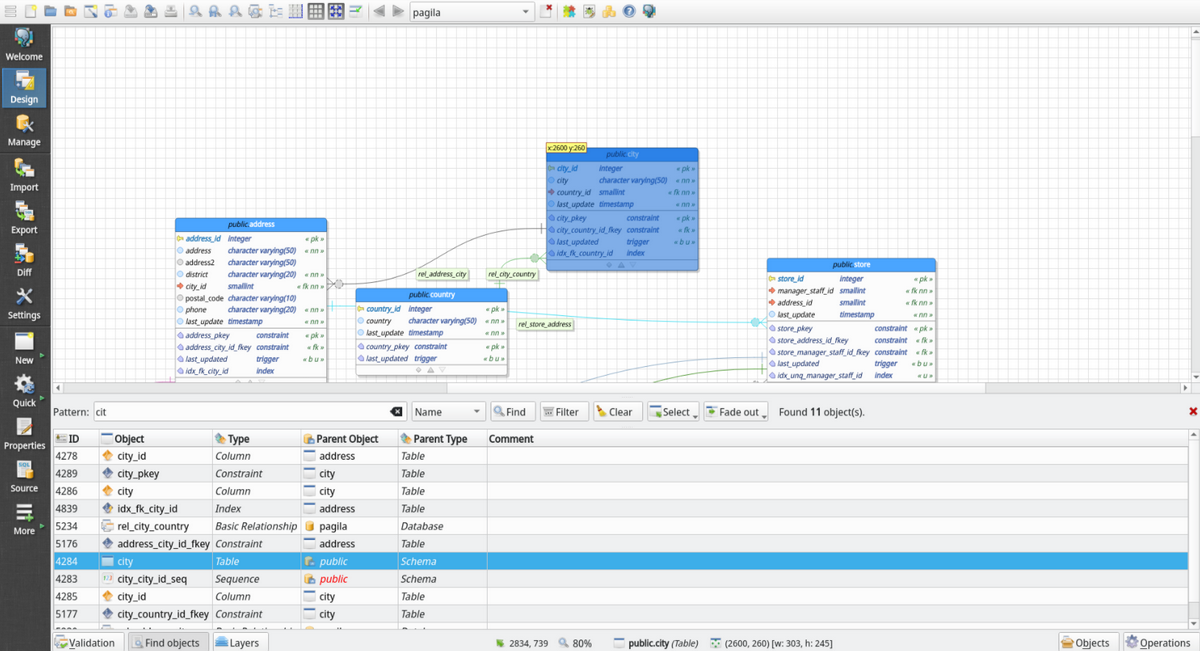 pagila
Welcome
Design
Manage
Import
Export
Diff
Settings
New
Quick
Properties
Source
More
x:2600 y:260
public.city
city_id integer « pk »
city character varying(50) « nn »
country_id smallint « fk nn »
last_update timestamp « nn »
city_pkey constraint « pk »
city_country_id_fkey constraint « fk »
last_updated trigger « b u »
idx_fk_country_id index
public.address
address_id integer « pk »
address character varying(50) « nn »
address2 character varying(50)
district character varying(20) « nn »
city_id smallint « fk nn »
postal_code character varying(10)
phone character varying(20) « nn »
last_update timestamp « nn »
address_pkey constraint « pk »
address_city_id_fkey constraint « fk »
last_updated trigger « b u »
idx_fk_city_id index
rel_address_city
rel_city_country
public.country
country_id integer « pk »
country character varying(50) « nn »
last_update timestamp « nn »
country_pkey constraint « pk »
last_updated trigger « b u »
rel_store_address
public.store
store_id integer « pk »
manager_staff_id smallint « fk nn »
address_id smallint « fk nn »
last_update timestamp « nn »
store_pkey constraint « pk »
store_address_id_fkey constraint « fk »
store_manager_staff_id_fkey constraint « fk »
last_updated trigger « b u »
idx_unq_manager_staff_id index « u »
Pattern: cit Name Find Filter Clear Select Fade out Found 11 object(s).
ID Object Type Parent Object Parent Type Comment
4278 city_id Column address Table
4289 city_pkey Constraint city Table
4286 city Column city Table
4839 idx_fk_city_id Index address Table
5234 rel_city_country Basic Relationship pagila Database
5176 address_city_id_fkey Constraint address Table
4284 city Table public Schema
4283 city_city_id_seq Sequence public Schema
4285 city_id Column city Table
5177 city_country_id_fkey Constraint city Table
Validation Find objects Layers 2834, 739 80% public.city (Table) (2600, 260) [w: 303, h: 245] Objects Operations